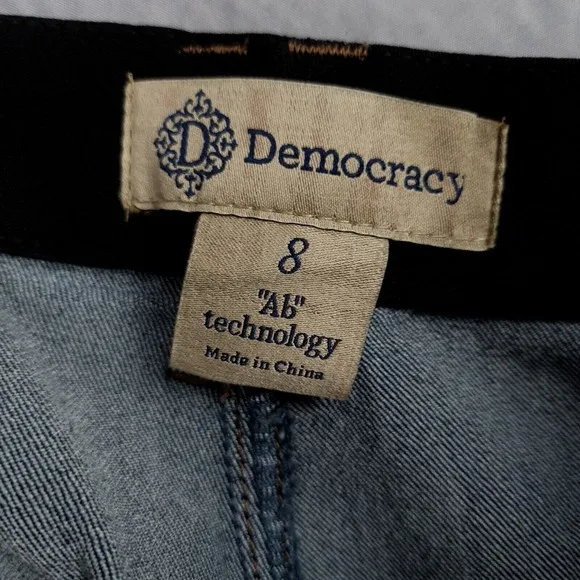 D Democracy
8
"Ab"
technology
Made in China